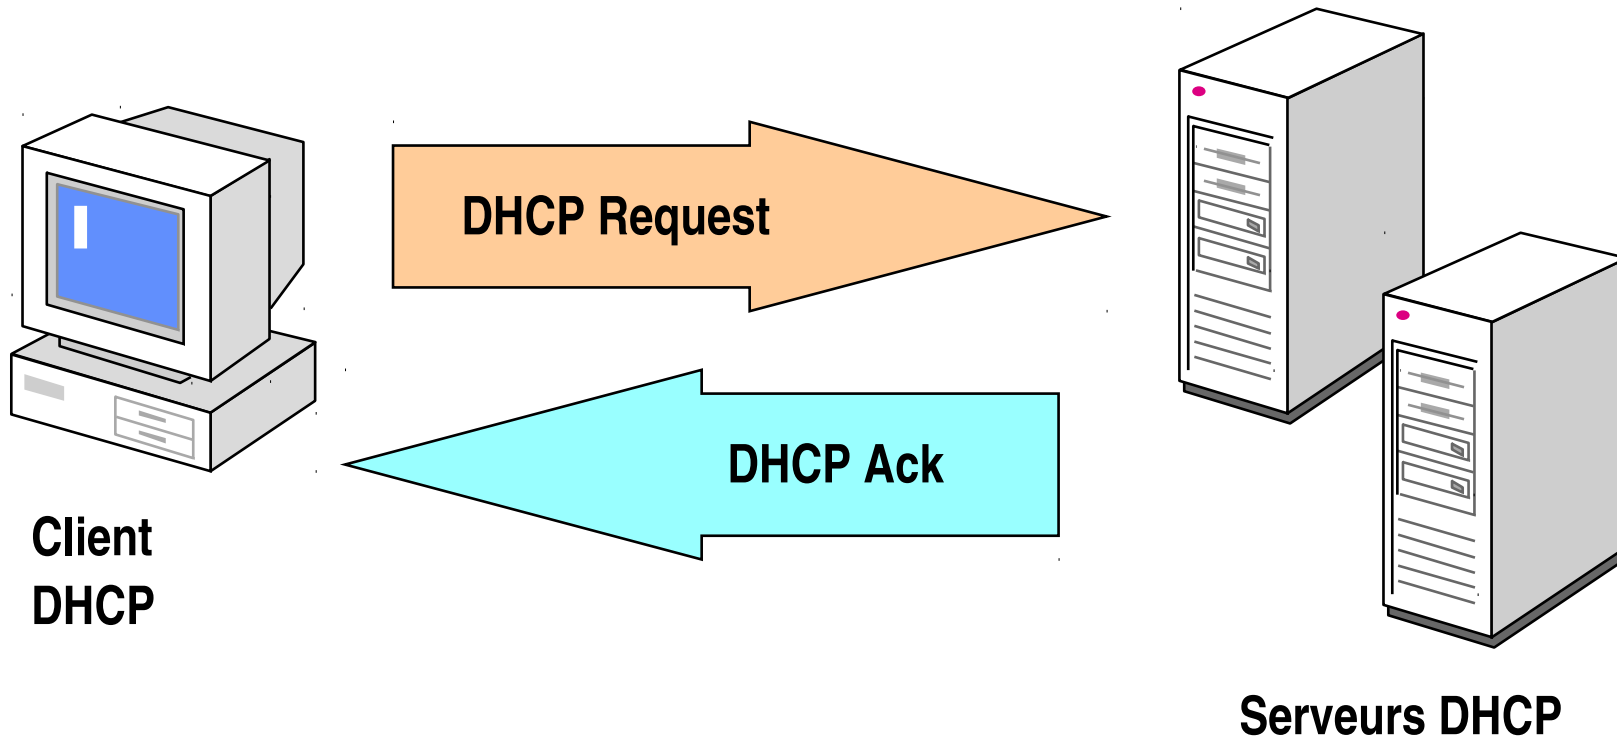 DHCP Request
DHCP Ack
Client
DHCP
Serveurs DHCP